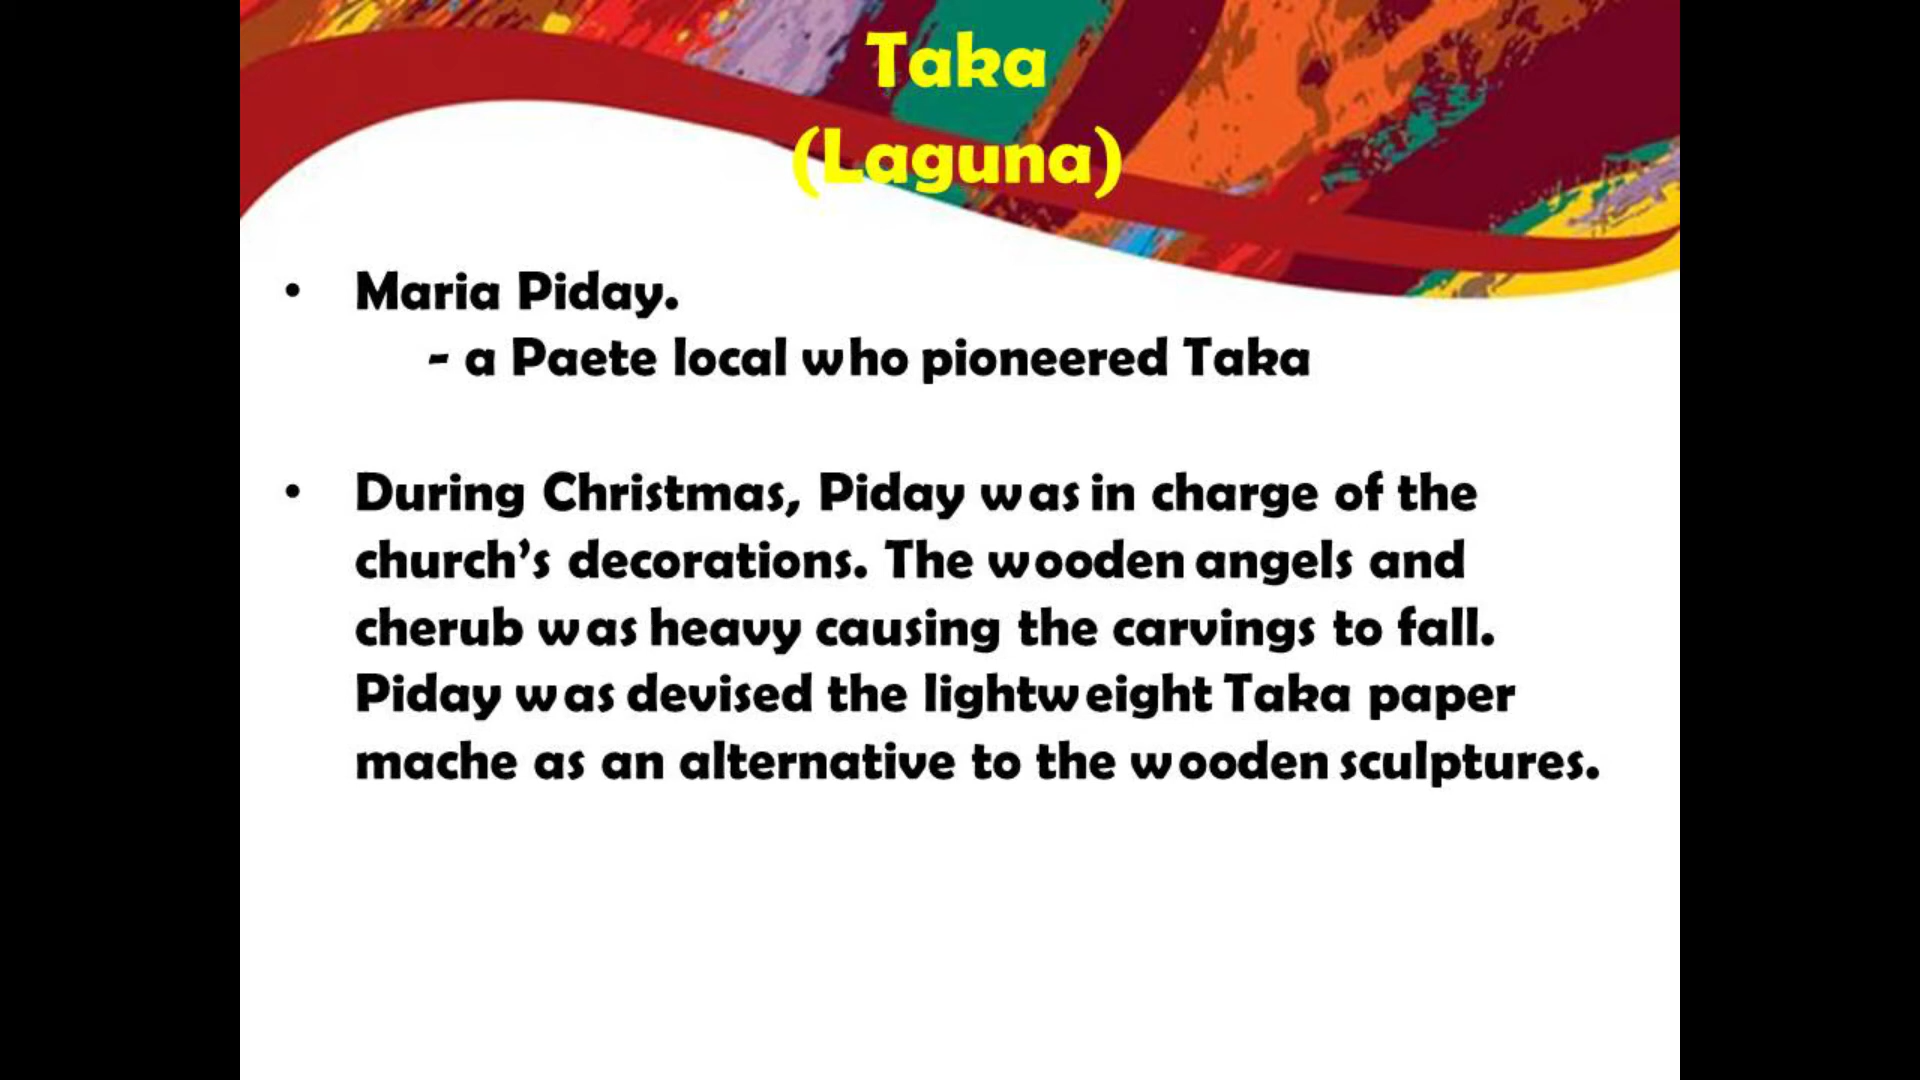 Taka
(Laguna)
• Maria Piday.
- a Paete local who pioneered Taka
• During Christmas, Piday was in charge of the
church’s decorations. The wooden angels and
cherub was heavy causing the carvings to fall.
Piday was devised the lightweight Taka paper
mache as an alternative to the wooden sculptures.